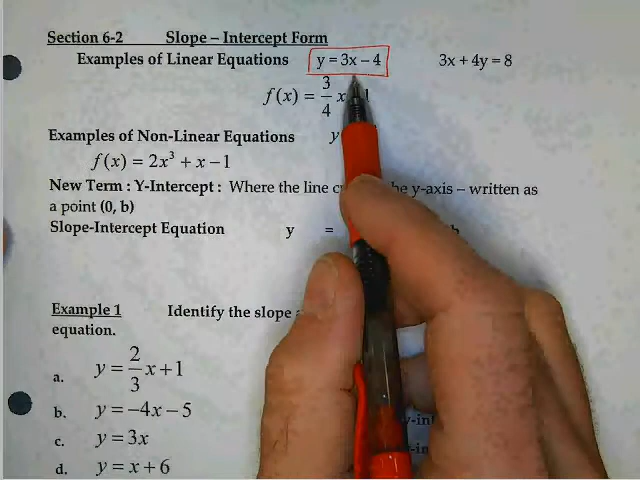 Section 6-2 Slope – Intercept Form
Examples of Linear Equations y = 3x – 4 3x + 4y = 8
f(x) = 3/4 x 1
Examples of Non-Linear Equations y
f(x) = 2x³ + x – 1
New Term : Y-Intercept : Where the line y-axis – written as
a point (0, b)
Slope-Intercept Equation y = b
Example 1 Identify the slope
equation.
a. y = 2/3 x + 1
b. y = –4x – 5
c. y = 3x
d. y = x + 6